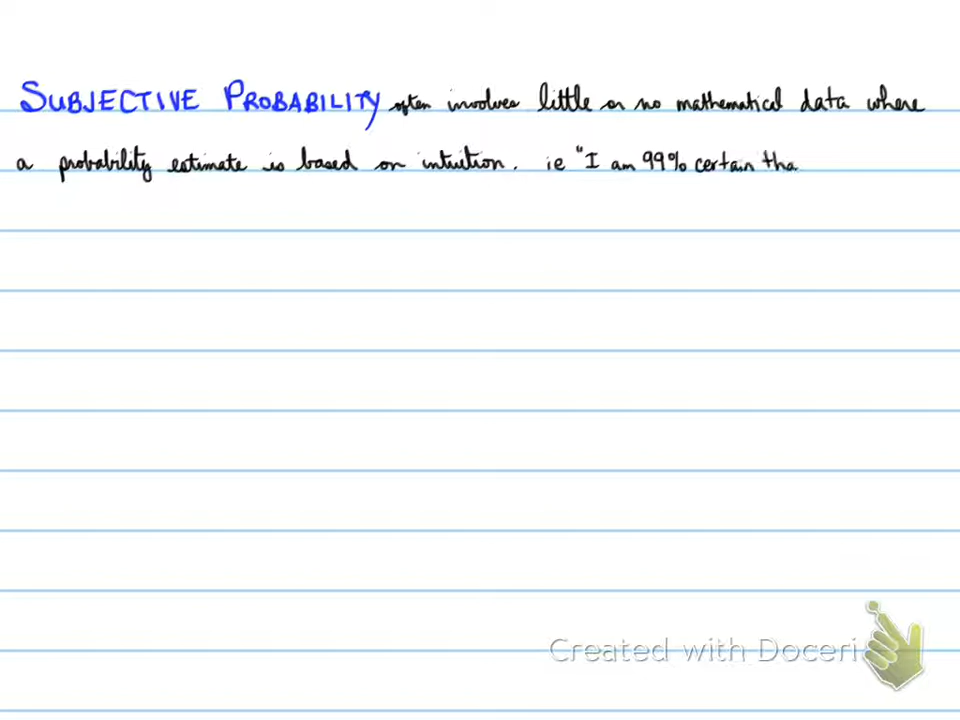 SUBJECTIVE PROBABILITY often involves little or no mathematical data where
a probability estimate is based on intuition. ie "I am 99% certain tha
Created with Doceri